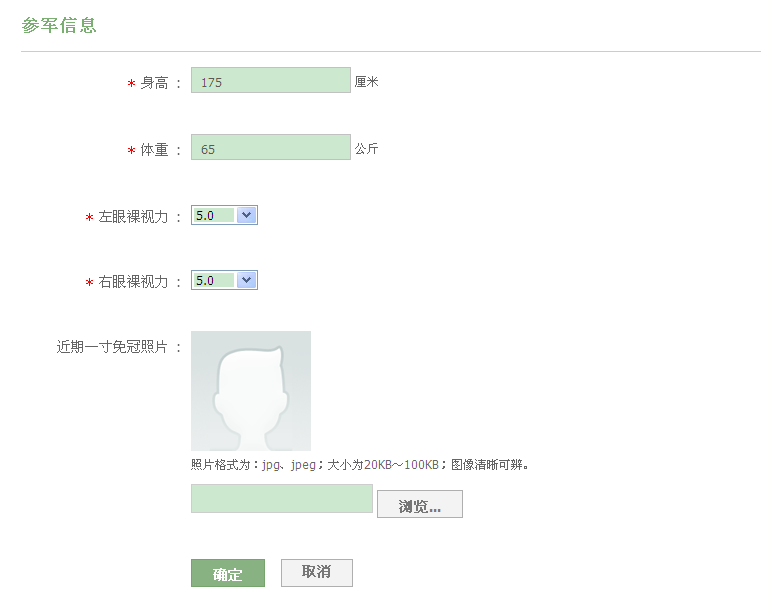 参军信息
* 身高 : 175 厘米
* 体重 : 65 公斤
* 左眼裸视力 : 5.0
* 右眼裸视力 : 5.0
近期一寸免冠照片 :
照片格式为：jpg、jpeg；大小为20KB～100KB；图像清晰可辨。
浏览...
确定 取消